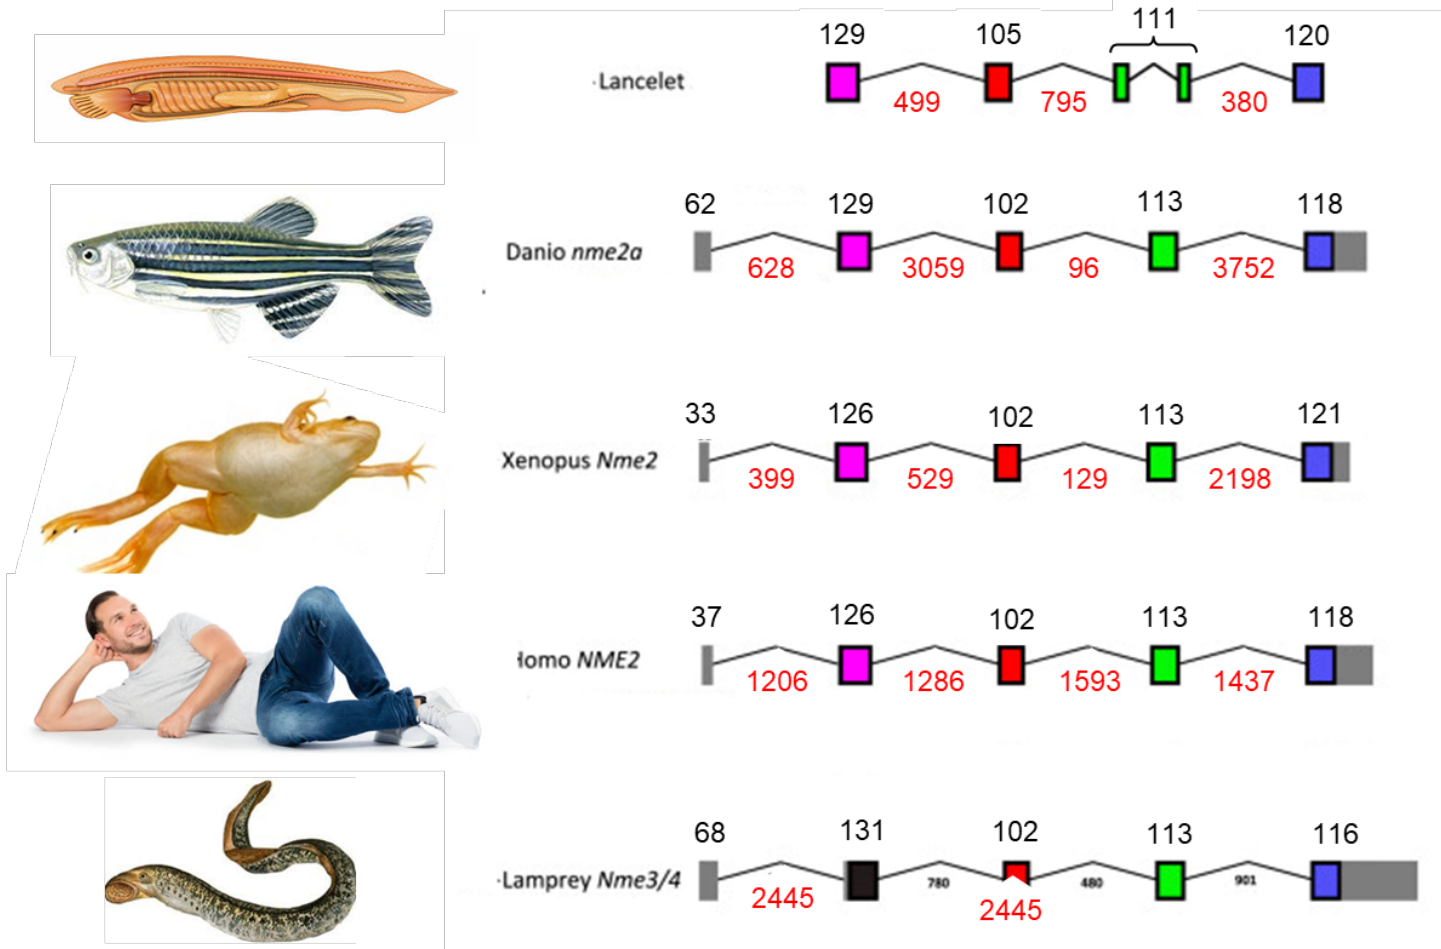 129 105 111 120
·Lancelet
499 795 380
62 129 102 113 118
Danio nme2a
628 3059 96 3752
33 126 102 113 121
Xenopus Nme2
399 529 129 2198
37 126 102 113 118
Homo NME2
1206 1286 1593 1437
68 131 102 113 116
·Lamprey Nme3/4
2445 780 480 901
2445